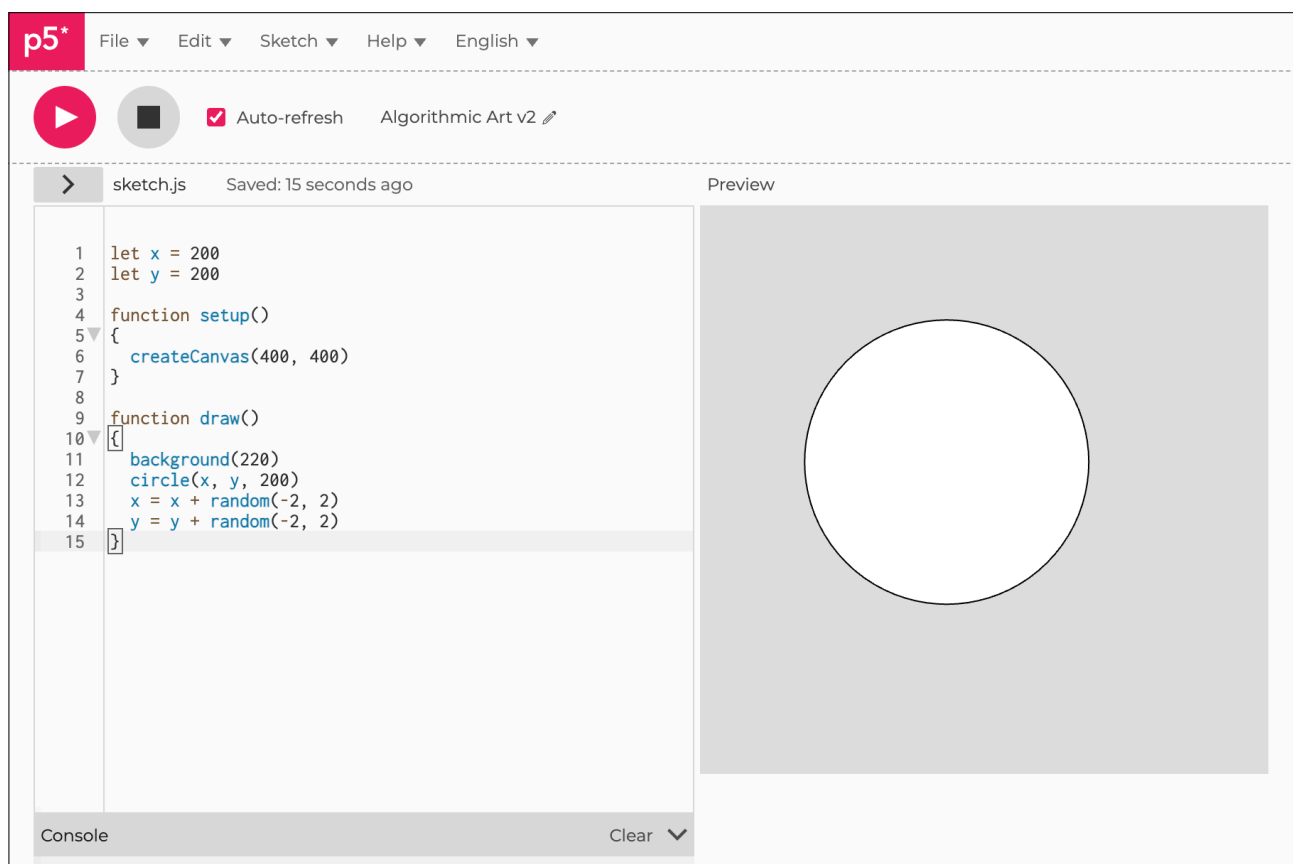 p5* File Edit Sketch Help English
Auto-refresh Algorithmic Art v2
sketch.js Saved: 15 seconds ago Preview
1 let x = 200
2 let y = 200
3
4 function setup()
5 {
6   createCanvas(400, 400)
7 }
8
9 function draw()
10 {
11   background(220)
12   circle(x, y, 200)
13   x = x + random(-2, 2)
14   y = y + random(-2, 2)
15 }
Console Clear